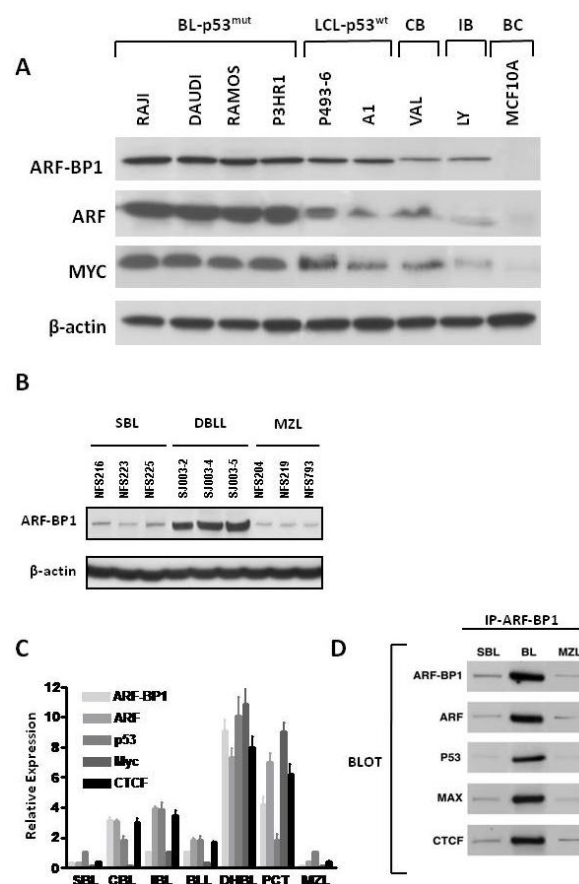 BL-p53mut LCL-p53wt CB IB BC
A
RAJI DAUDI RAMOS P3HR1 P493-6 A1 VAL LY MCF10A
ARF-BP1
ARF
MYC
β-actin
B
SBL DBLL MZL
NFS216 NFS223 NFS225 SJ003-2 SJ003-4 SJ003-5 NFS204 NFS219 NFS793
ARF-BP1
β-actin
C
Relative Expression
12
8
4
0
ARF-BP1
ARF
p53
Myc
CTCF
SBL CBL IBL BLL DHBL PCT MZL
D
IP-ARF-BP1
SBL BL MZL
BLOT
ARF-BP1
ARF
P53
MAX
CTCF